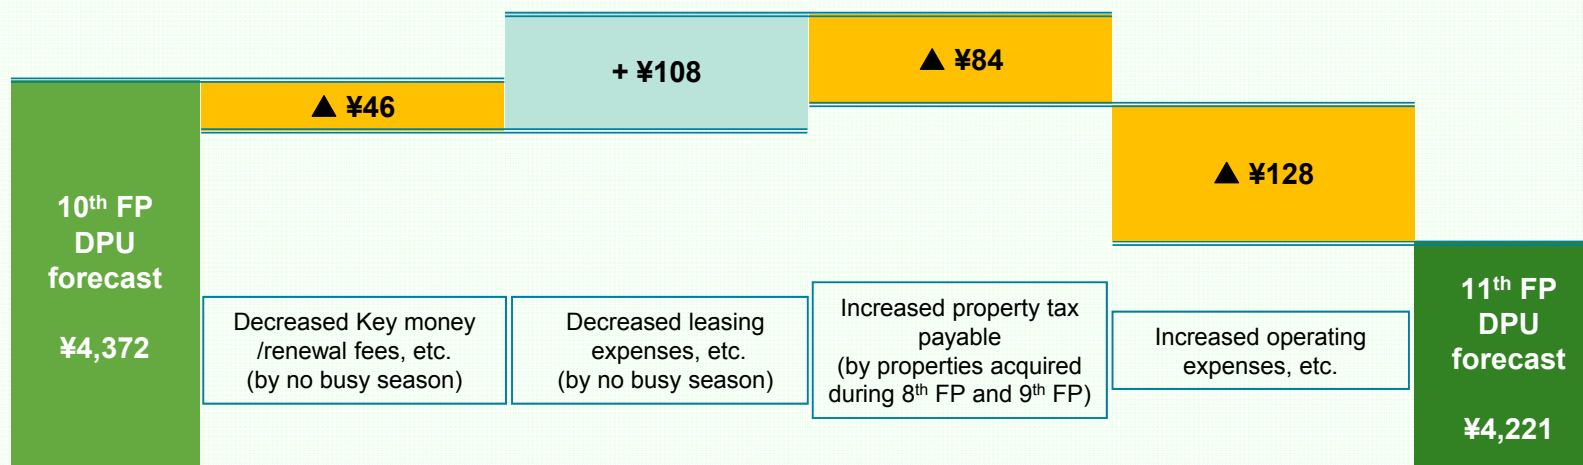 10th FP
DPU
forecast
¥4,372
▲ ¥46
+ ¥108
▲ ¥84
▲ ¥128
Decreased Key money
/renewal fees, etc.
(by no busy season)
Decreased leasing
expenses, etc.
(by no busy season)
Increased property tax
payable
(by properties acquired
during 8th FP and 9th FP)
Increased operating
expenses, etc.
11th FP
DPU
forecast
¥4,221